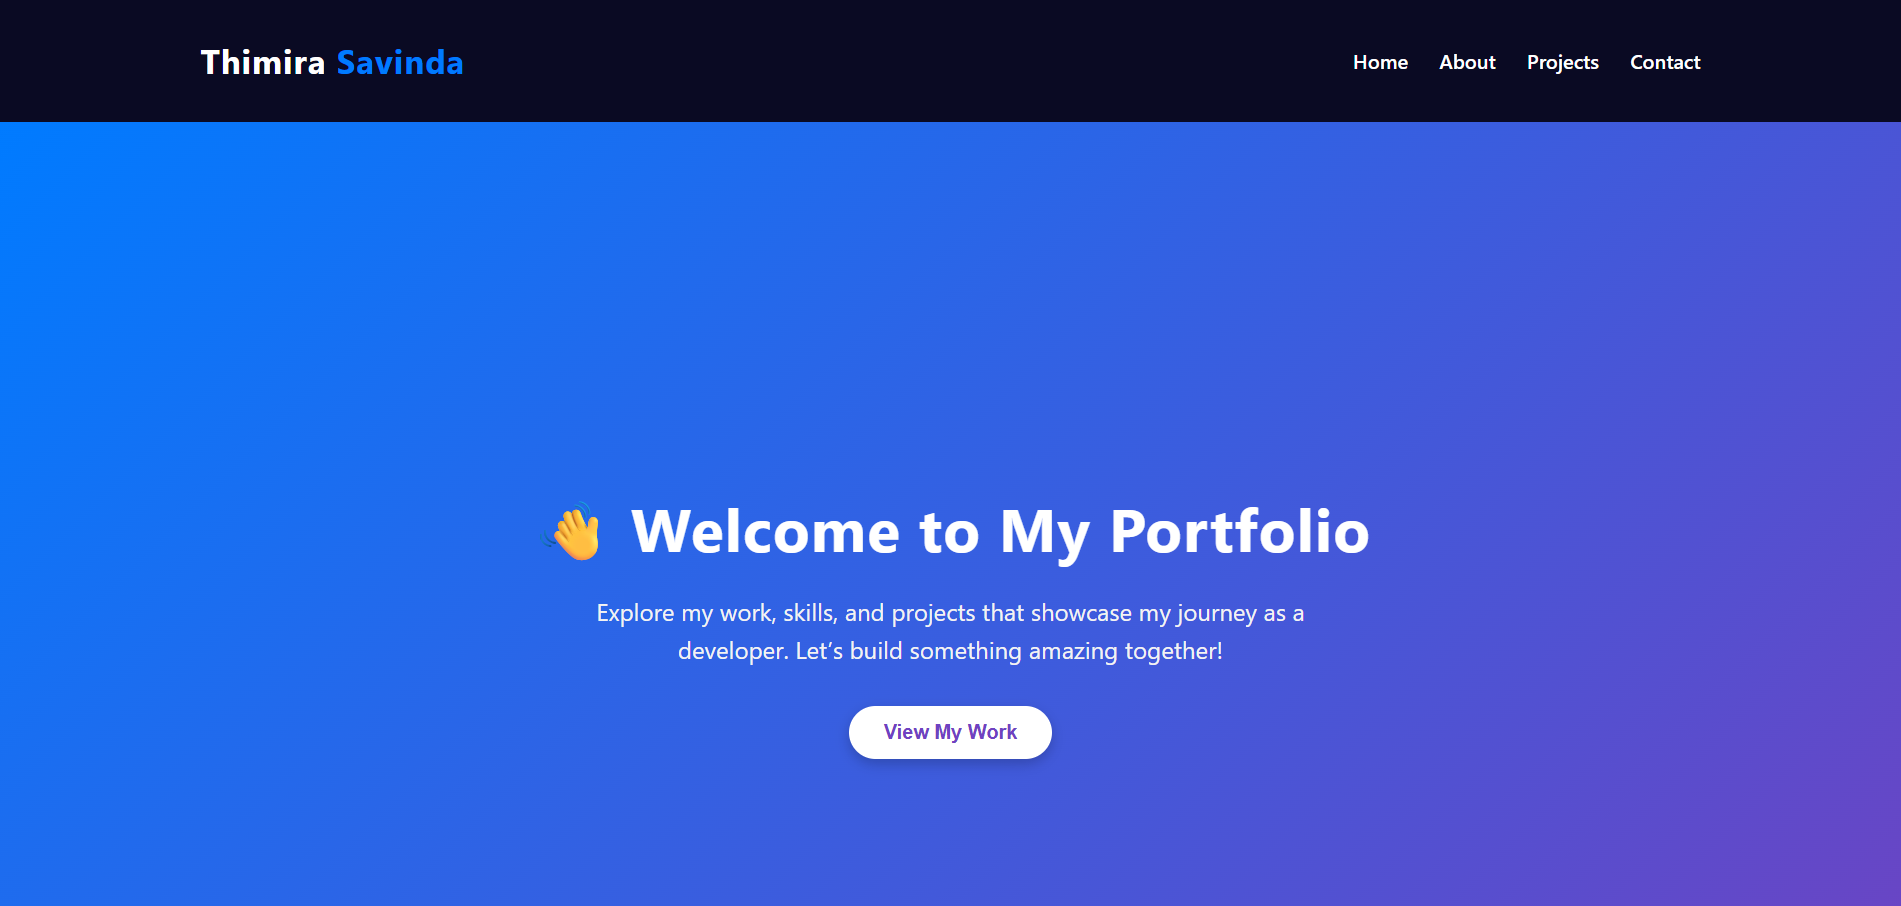 Thimira Savinda
Home About Projects Contact
👋 Welcome to My Portfolio
Explore my work, skills, and projects that showcase my journey as a
developer. Let’s build something amazing together!
View My Work